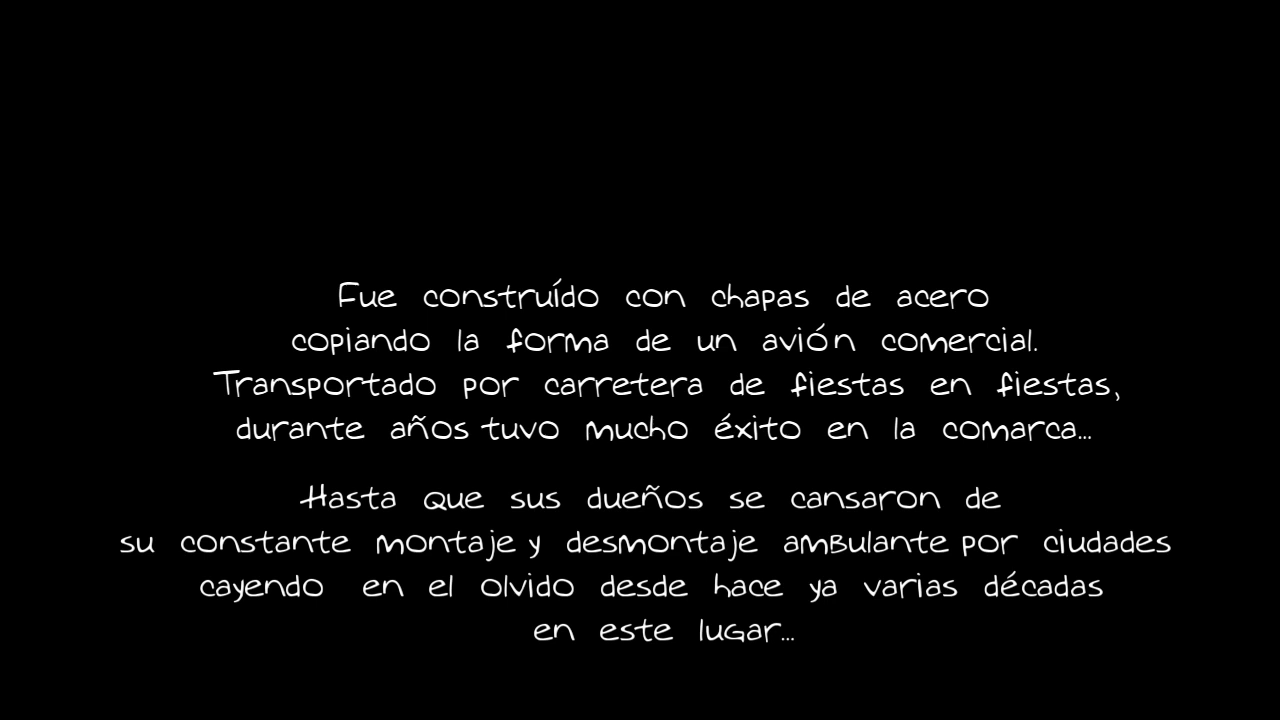 Fue construído con chapas de acero
copiando la forma de un avión comercial.
Transportado por carretera de fiestas en fiestas,
durante años tuvo mucho éxito en la comarca...
Hasta que sus dueños se cansaron de
su constante montaje y desmontaje ambulante por ciudades
cayendo en el olvido desde hace ya varias décadas
en este lugar...